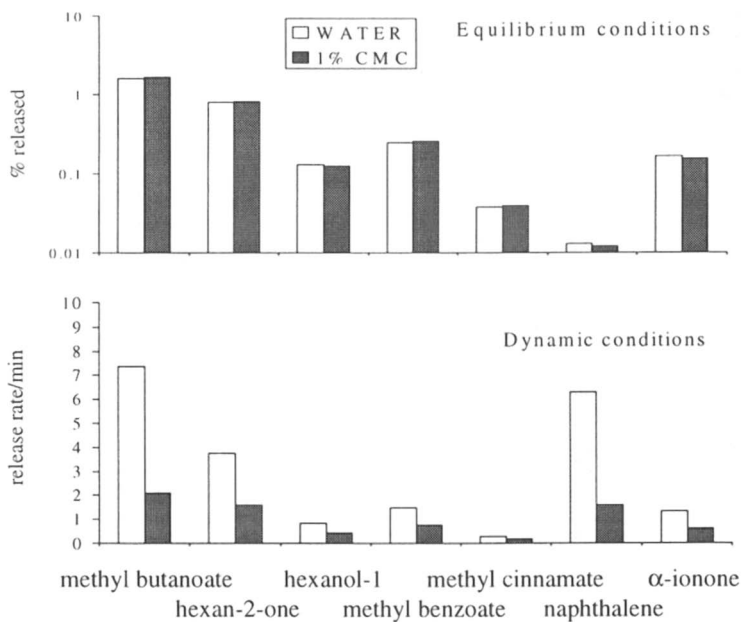 WATER
1% CMC
Equilibrium conditions
% released
10
1
0.1
0.01
Dynamic conditions
release rate/min
10
9
8
7
6
5
4
3
2
1
0
methyl butanoate hexanol-1 methyl cinnamate α-ionone
hexan-2-one methyl benzoate naphthalene